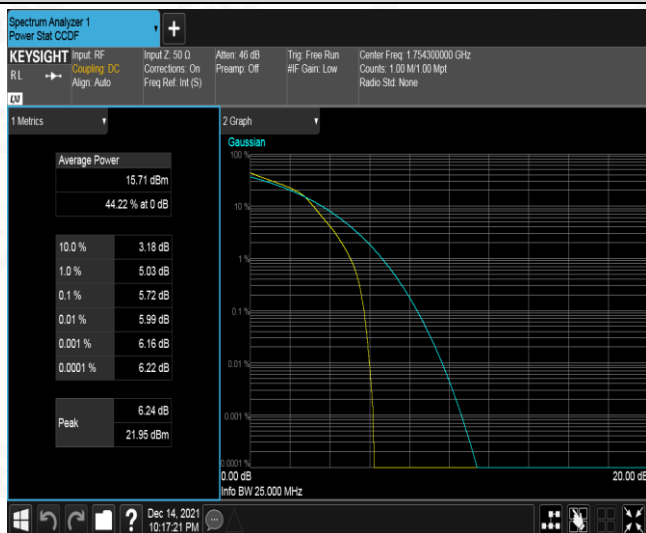 Spectrum Analyzer 1
Power Stat CCDF
KEYSIGHT
RL
LXI
Input: RF
Coupling: DC
Align: Auto
Input Z: 50 Ω
Corrections: On
Freq Ref: Int (S)
Atten: 46 dB
Preamp: Off
Trig: Free Run
#IF Gain: Low
Center Freq: 1.754300000 GHz
Counts: 1.00 M/1.00 Mpt
Radio Std: None
1 Metrics
Average Power
15.71 dBm
44.22 % at 0 dB
10.0 % 3.18 dB
1.0 % 5.03 dB
0.1 % 5.72 dB
0.01 % 5.99 dB
0.001 % 6.16 dB
0.0001 % 6.22 dB
Peak 6.24 dB
21.95 dBm
2 Graph
Gaussian
100 %
10 %
1 %
0.1 %
0.01 %
0.001 %
0.0001 %
0.00 dB 20.00 dB
Info BW 25.000 MHz
?
Dec 14, 2021
10:17:21 PM